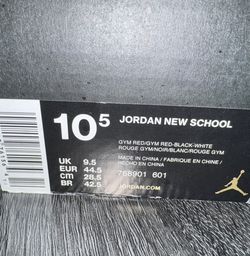 10⁵ JORDAN NEW SCHOOL
GYM RED/GYM RED-BLACK-WHITE
ROUGE GYM/NOIR/BLANC/ROUGE GYM
MADE IN CHINA / FABRIQUE EN CHINE /
HECHO EN CHINA
UK 9.5
EUR 44.5
cm 28.5
BR 42.5
768901 601
JORDAN.COM